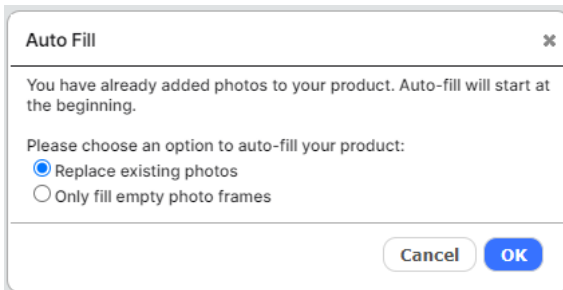 Auto Fill
You have already added photos to your product. Auto-fill will start at
the beginning.
Please choose an option to auto-fill your product:
Replace existing photos
Only fill empty photo frames
Cancel OK